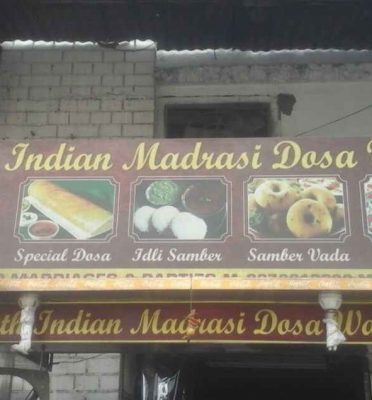 Indian Madrasi Dosa
Special Dosa
Idli Samber
Samber Vada
MARRIAGES & PARTIES
Indian Madrasi Dosa